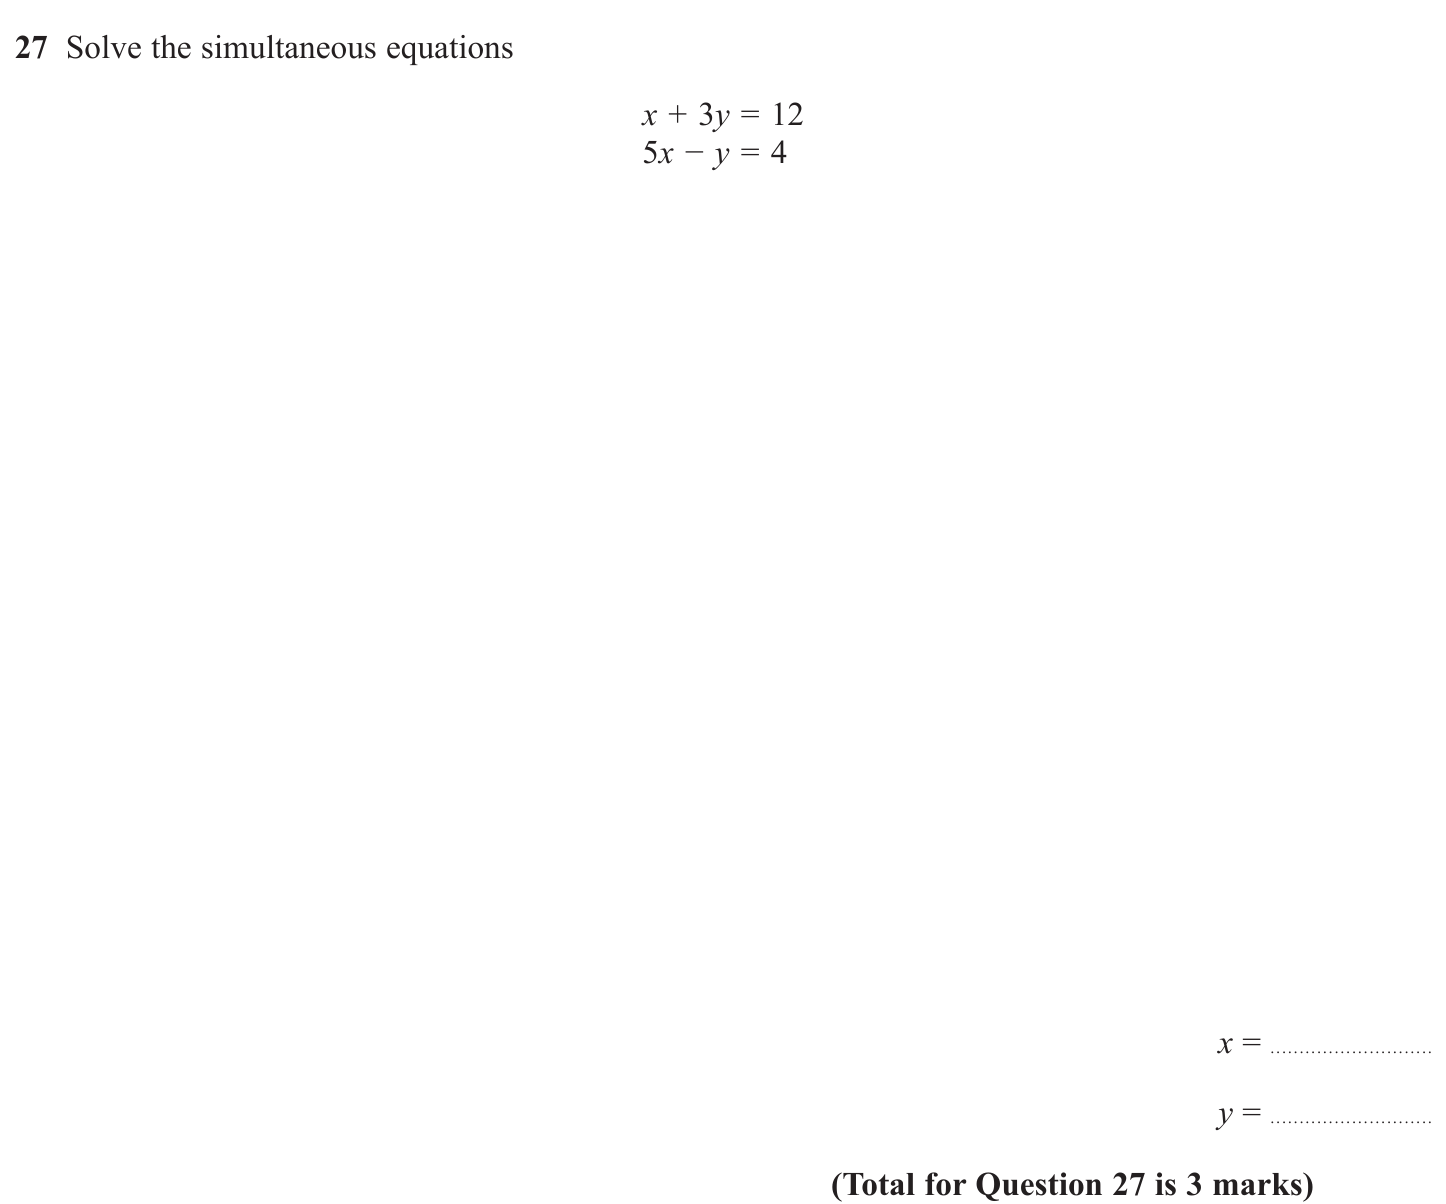 27 Solve the simultaneous equations
x + 3y = 12
5x − y = 4
x = ............................
y = ............................
(Total for Question 27 is 3 marks)